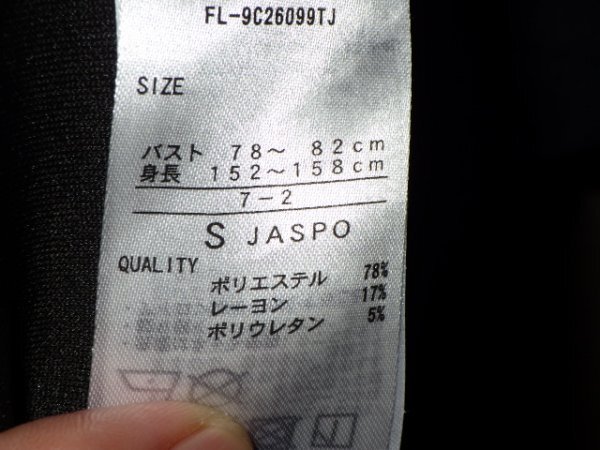 FL-9C26099TJ
SIZE
バスト 78～ 82cm
身長 152～158cm
7-2
S JASPO
QUALITY
ポリエステル 78%
レーヨン 17%
ポリウレタン 5%